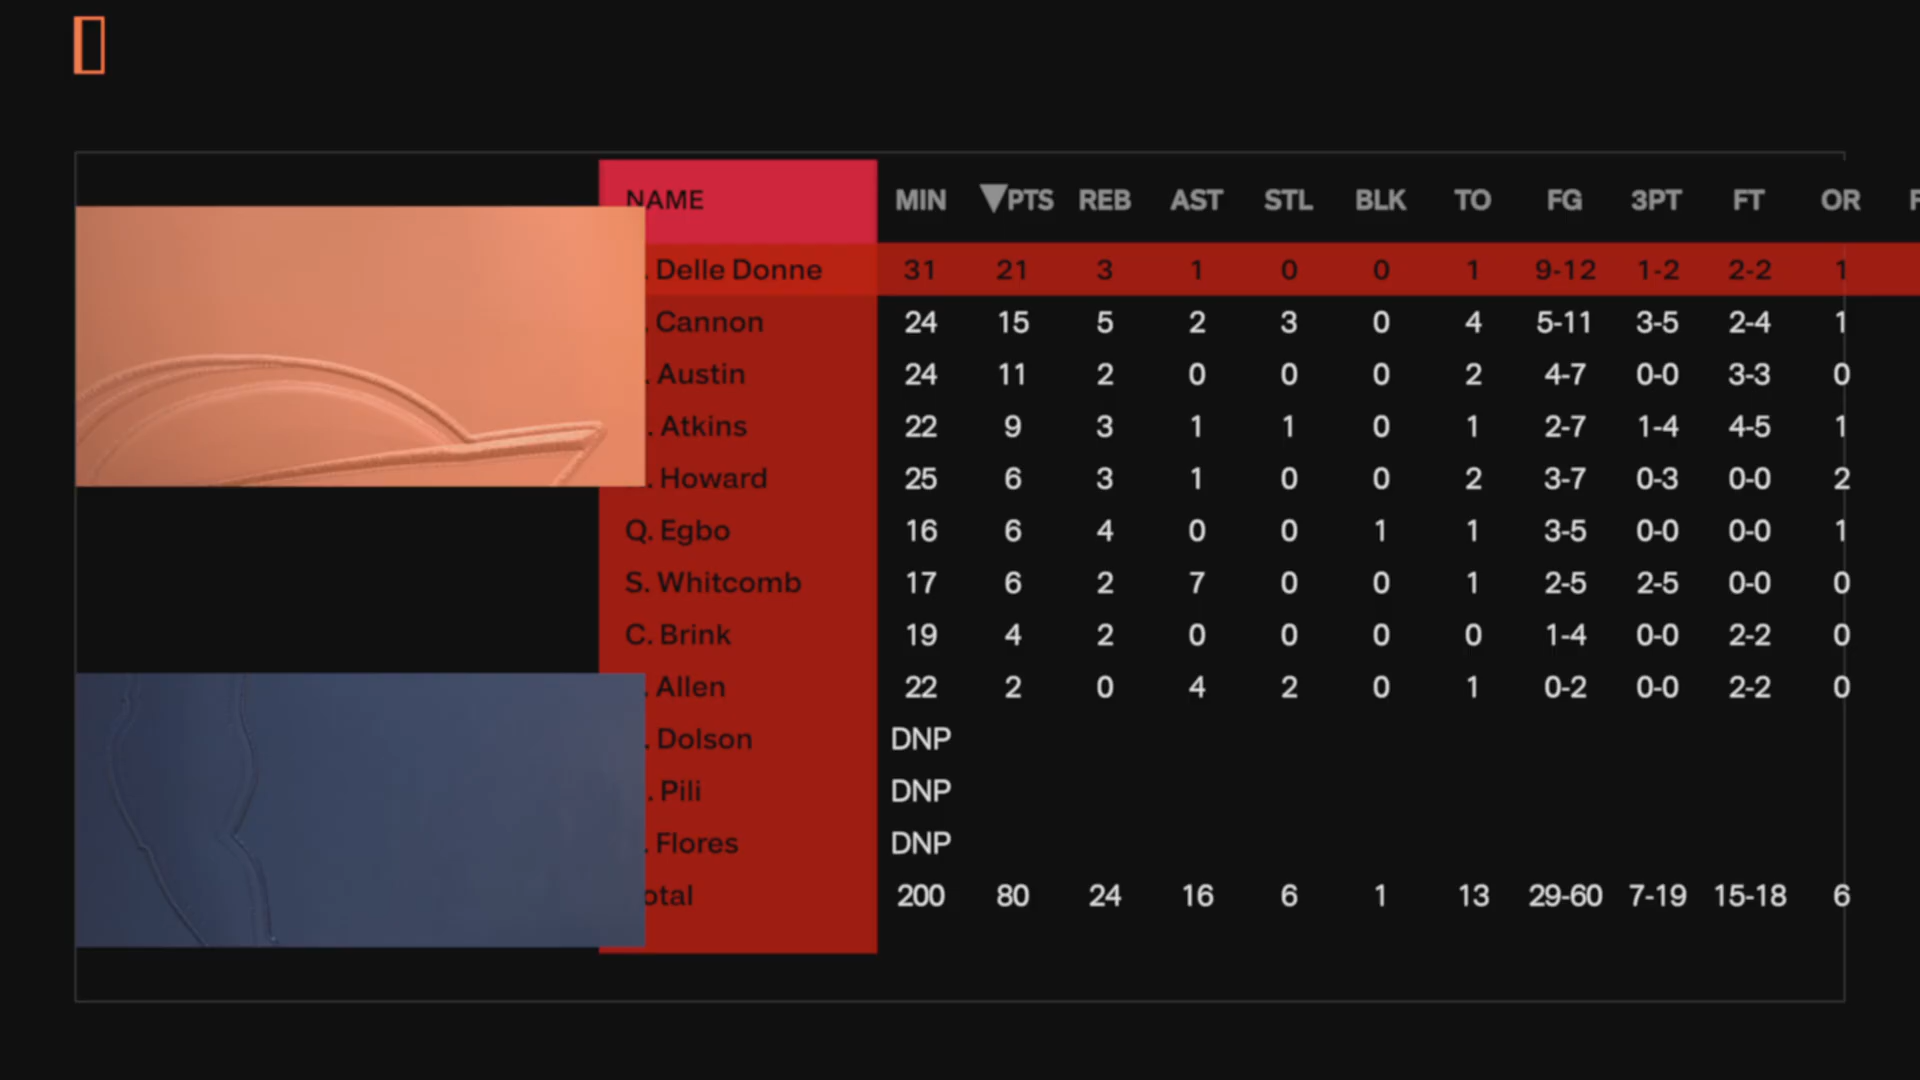 NAME MIN ▼PTS REB AST STL BLK TO FG 3PT FT OR
. Delle Donne 31 21 3 1 0 0 1 9-12 1-2 2-2 1
. Cannon 24 15 5 2 3 0 4 5-11 3-5 2-4 1
. Austin 24 11 2 0 0 0 2 4-7 0-0 3-3 0
. Atkins 22 9 3 1 1 0 1 2-7 1-4 4-5 1
. Howard 25 6 3 1 0 0 2 3-7 0-3 0-0 2
Q. Egbo 16 6 4 0 0 1 1 3-5 0-0 0-0 1
S. Whitcomb 17 6 2 7 0 0 1 2-5 2-5 0-0 0
C. Brink 19 4 2 0 0 0 0 1-4 0-0 2-2 0
. Allen 22 2 0 4 2 0 1 0-2 0-0 2-2 0
. Dolson DNP
. Pili DNP
. Flores DNP
otal 200 80 24 16 6 1 13 29-60 7-19 15-18 6